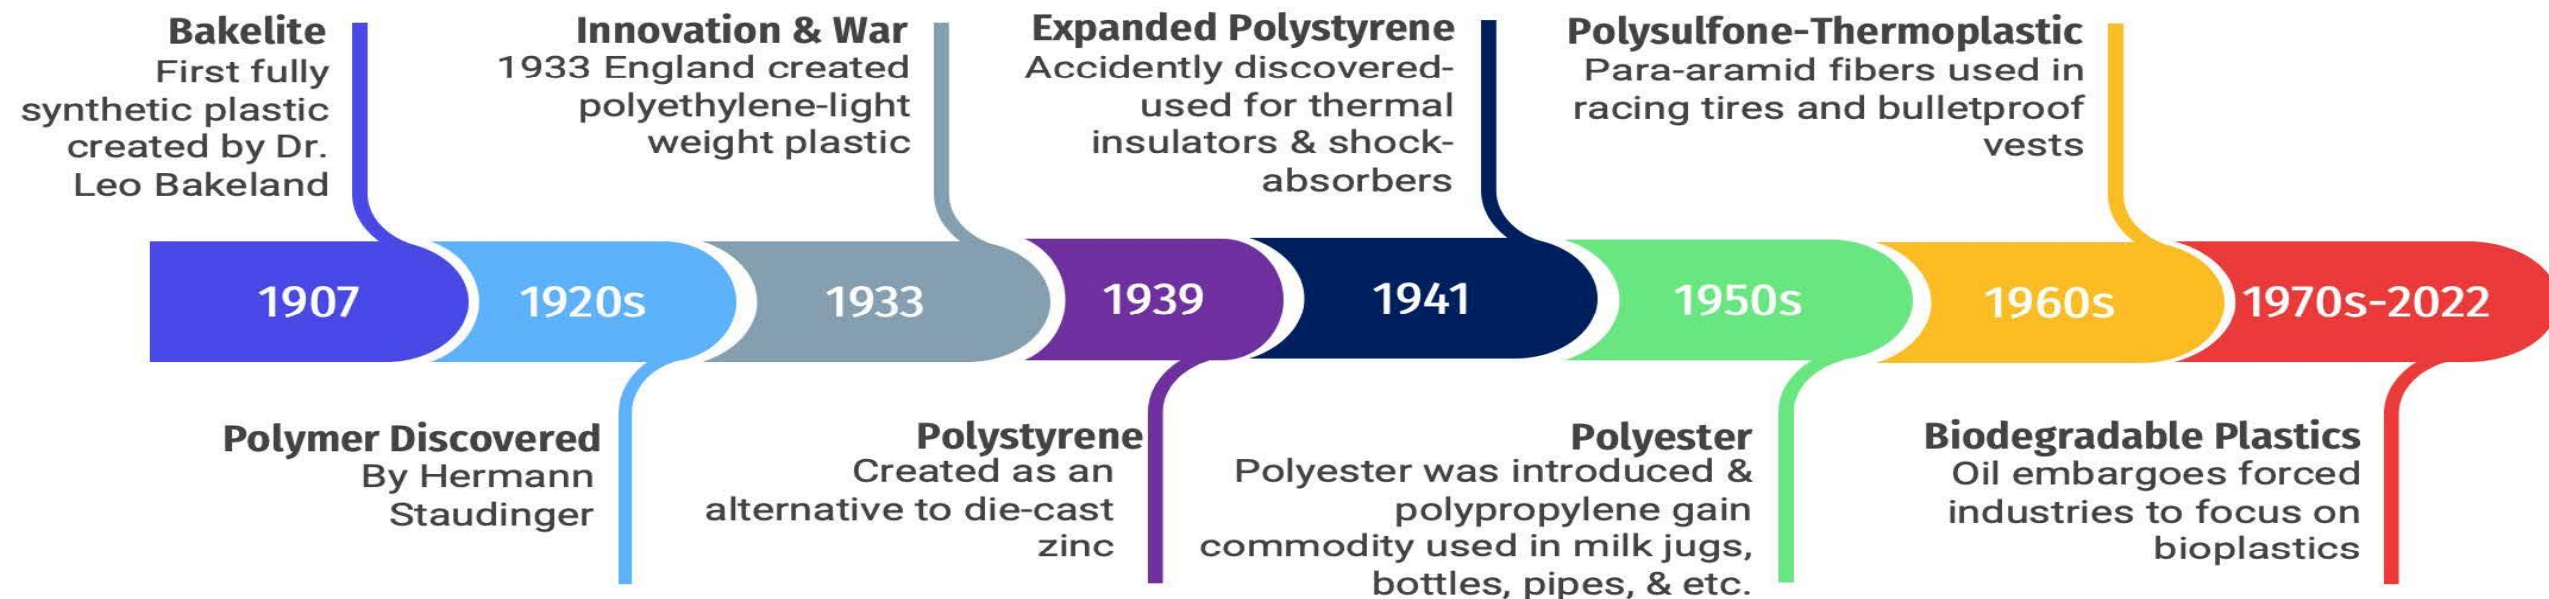 Bakelite
First fully
synthetic plastic
created by Dr.
Leo Bakeland
Innovation & War
1933 England created
polyethylene-light
weight plastic
Expanded Polystyrene
Accidently discovered-
used for thermal
insulators & shock-
absorbers
Polysulfone-Thermoplastic
Para-aramid fibers used in
racing tires and bulletproof
vests
1907
1920s
1933
1939
1941
1950s
1960s
1970s-2022
Polymer Discovered
By Hermann
Staudinger
Polystyrene
Created as an
alternative to die-cast
zinc
Polyester
Polyester was introduced &
polypropylene gain
commodity used in milk jugs,
bottles, pipes, & etc.
Biodegradable Plastics
Oil embargoes forced
industries to focus on
bioplastics